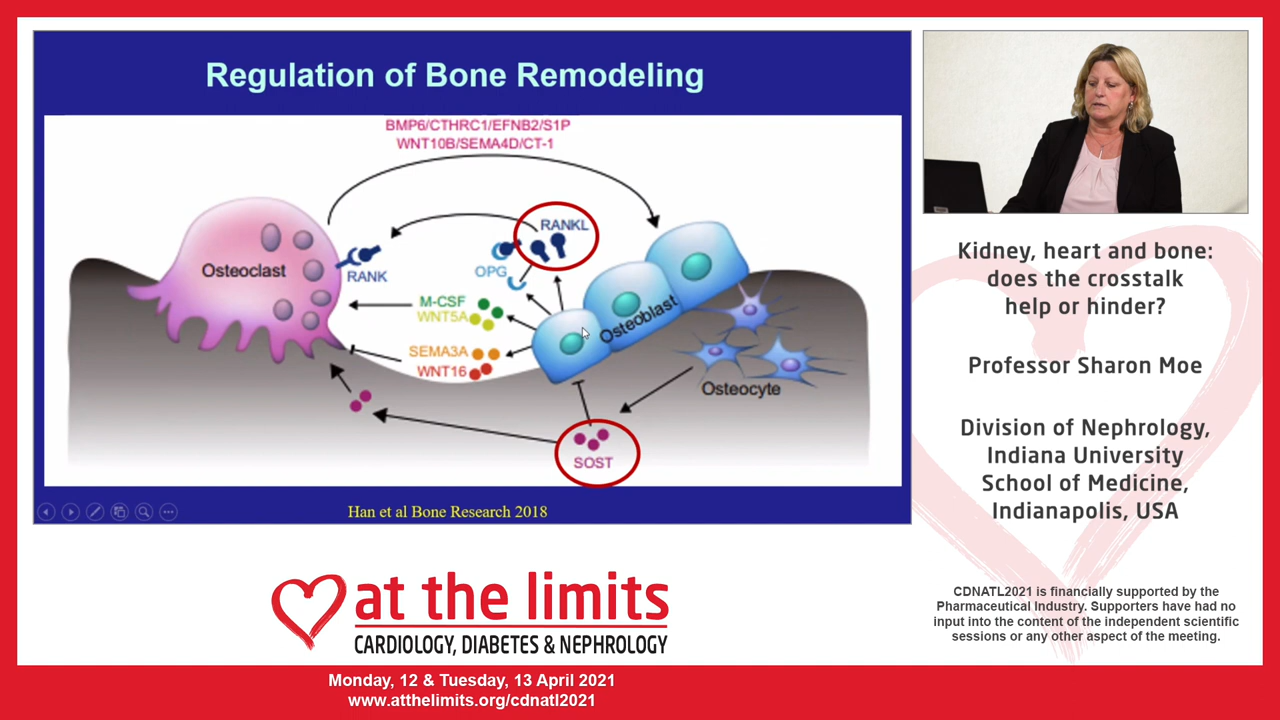 Regulation of Bone Remodeling
BMP6/CTHRC1/EFNB2/S1P
WNT10B/SEMA4D/CT-1
RANKL
Osteoclast
RANK
OPG
M-CSF
WNT5A
Osteoblast
SEMA3A
WNT16
Osteocyte
SOST
Han et al Bone Research 2018
Kidney, heart and bone:
does the crosstalk
help or hinder?
Professor Sharon Moe
Division of Nephrology,
Indiana University
School of Medicine,
Indianapolis, USA
CDNATL2021 is financially supported by the
Pharmaceutical Industry. Supporters have had no
input into the content of the independent scientific
sessions or any other aspect of the meeting.
at the limits
CARDIOLOGY, DIABETES & NEPHROLOGY
Monday, 12 & Tuesday, 13 April 2021
www.atthelimits.org/cdnatl2021